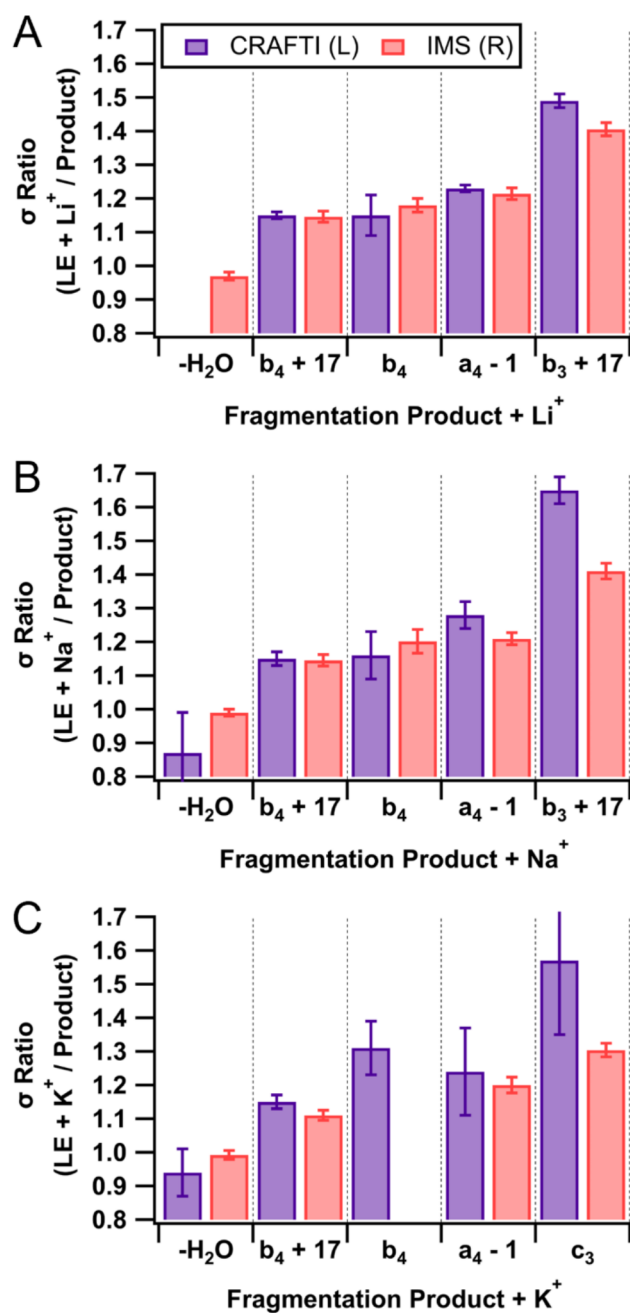 A
CRAFTI (L) IMS (R)
σ Ratio
(LE + Li⁺ / Product)
1.7
1.6
1.5
1.4
1.3
1.2
1.1
1.0
0.9
0.8
-H₂O b₄ + 17 b₄ a₄ - 1 b₃ + 17
Fragmentation Product + Li⁺
B
σ Ratio
(LE + Na⁺ / Product)
1.7
1.6
1.5
1.4
1.3
1.2
1.1
1.0
0.9
0.8
-H₂O b₄ + 17 b₄ a₄ - 1 b₃ + 17
Fragmentation Product + Na⁺
C
σ Ratio
(LE + K⁺ / Product)
1.7
1.6
1.5
1.4
1.3
1.2
1.1
1.0
0.9
0.8
-H₂O b₄ + 17 b₄ a₄ - 1 c₃
Fragmentation Product + K⁺